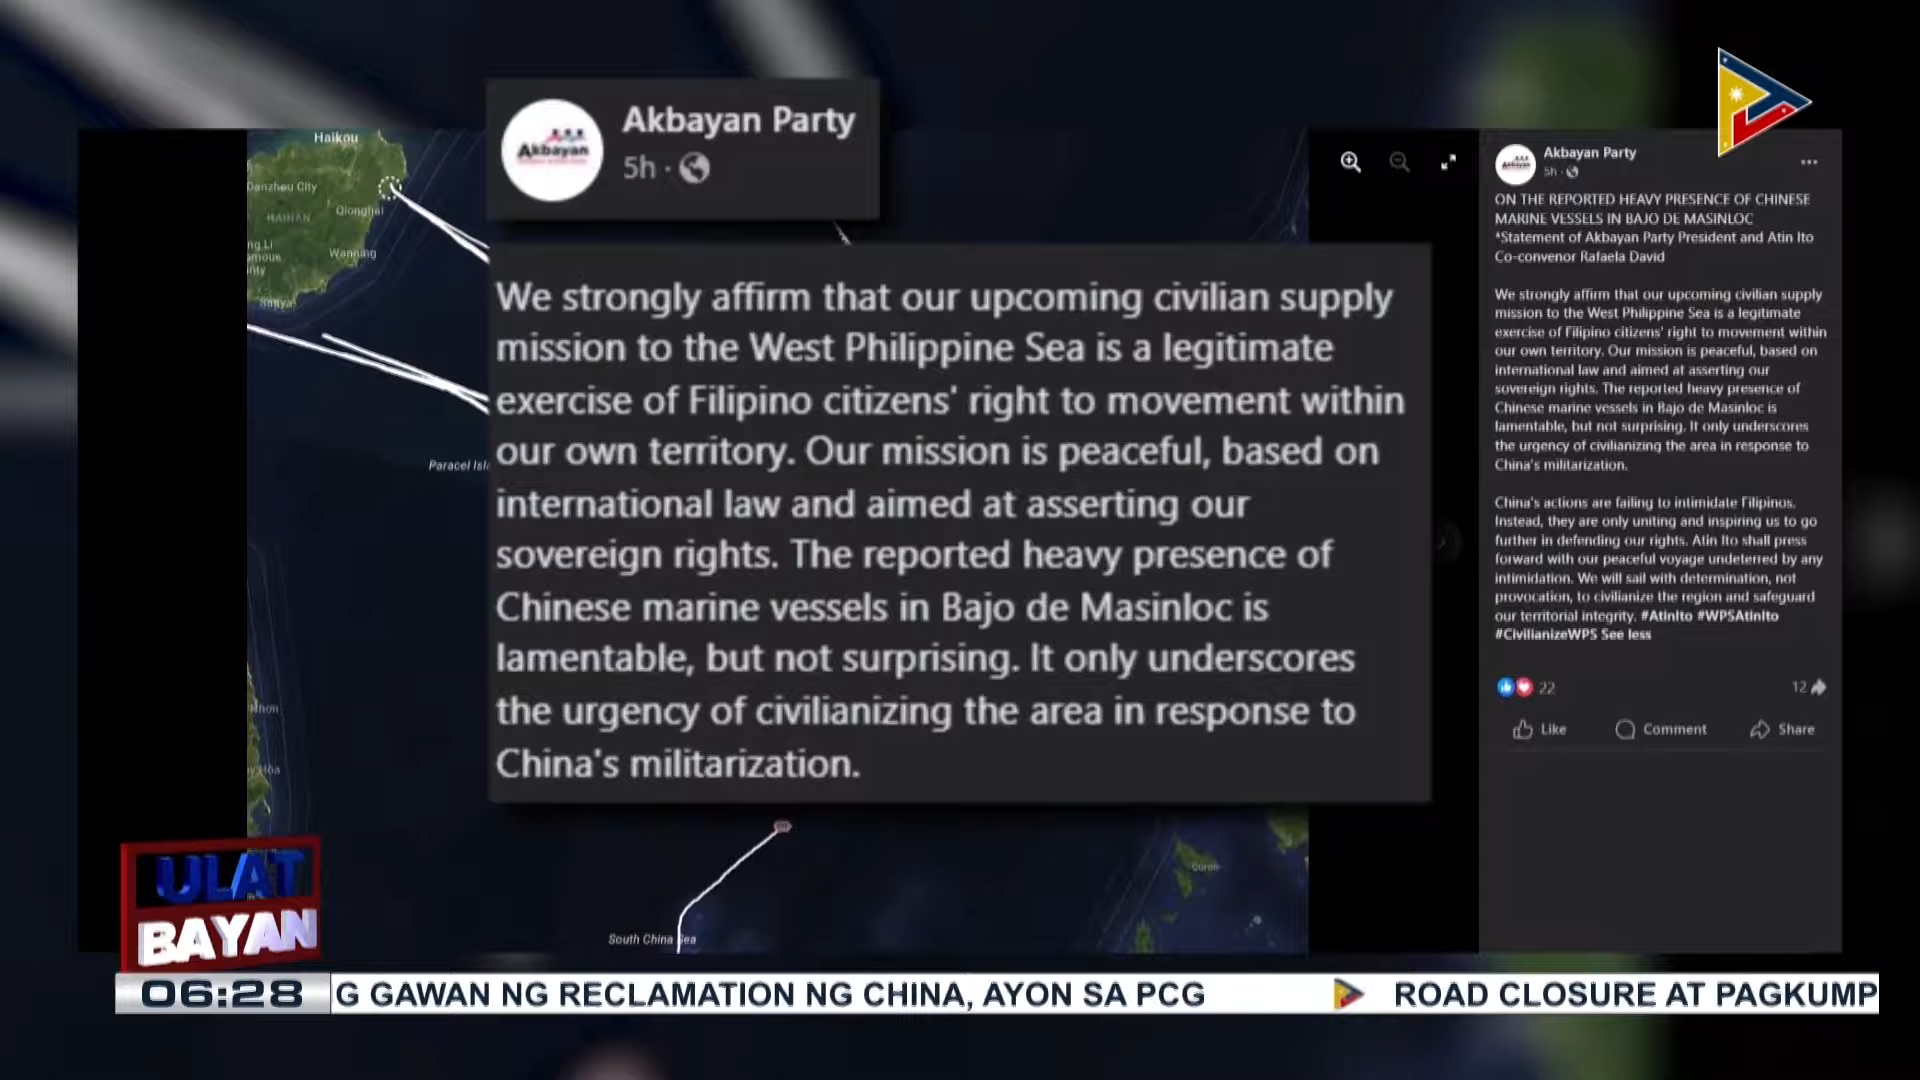 Akbayan Party
5h
We strongly affirm that our upcoming civilian supply
mission to the West Philippine Sea is a legitimate
exercise of Filipino citizens' right to movement within
our own territory. Our mission is peaceful, based on
international law and aimed at asserting our
sovereign rights. The reported heavy presence of
Chinese marine vessels in Bajo de Masinloc is
lamentable, but not surprising. It only underscores
the urgency of civilianizing the area in response to
China's militarization.
Akbayan
Haikou
Danzhou City
Qionghai
HAINAN
Wanning
Sanya
South China Sea
Akbayan Party
5h
ON THE REPORTED HEAVY PRESENCE OF CHINESE
MARINE VESSELS IN BAJO DE MASINLOC
*Statement of Akbayan Party President and Atin Ito
Co-convenor Rafaela David
We strongly affirm that our upcoming civilian supply
mission to the West Philippine Sea is a legitimate
exercise of Filipino citizens' right to movement within
our own territory. Our mission is peaceful, based on
international law and aimed at asserting our
sovereign rights. The reported heavy presence of
Chinese marine vessels in Bajo de Masinloc is
lamentable, but not surprising. It only underscores
the urgency of civilianizing the area in response to
China's militarization.
China's actions are failing to intimidate Filipinos.
Instead, they are only uniting and inspiring us to go
further in defending our rights. Atin Ito shall press
forward with our peaceful voyage undeterred by any
intimidation. We will sail with determination, not
provocation, to civilianize the region and safeguard
our territorial integrity. #AtinIto #WPSAtinIto
#CivilianizeWPS See less
22
12
Like
Comment
Share
ULAT
BAYAN
06:28
G GAWAN NG RECLAMATION NG CHINA, AYON SA PCG
ROAD CLOSURE AT PAGKUMP